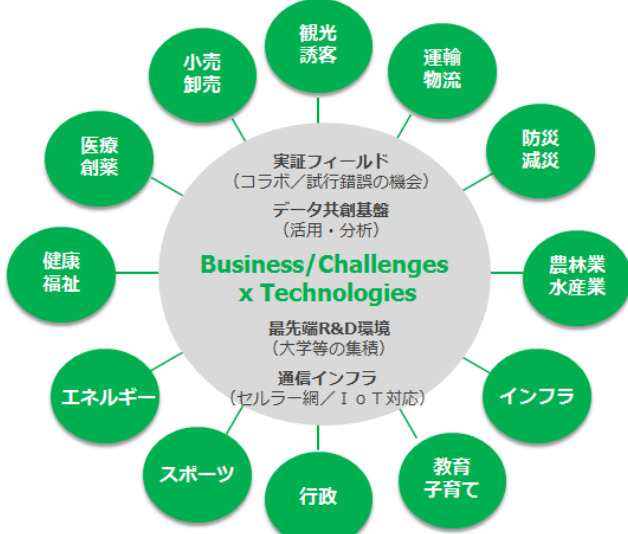 観光
誘客
運輸
物流
防災
減災
農林業
水産業
インフラ
教育
子育て
行政
スポーツ
エネルギー
健康
福祉
医療
創薬
小売
卸売
実証フィールド
（コラボ／試行錯誤の機会）
データ共創基盤
（活用・分析）
Business/Challenges
x Technologies
最先端R&D環境
（大学等の集積）
通信インフラ
（セルラー網／ＩｏＴ対応）